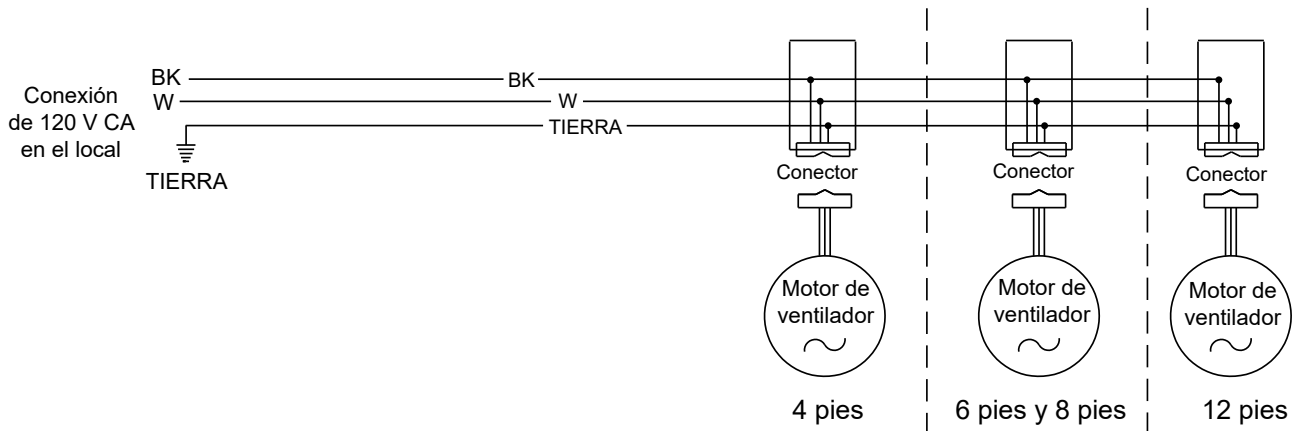 Conexión
de 120 V CA
en el local
BK
W
TIERRA
BK
W
TIERRA
Conector
Conector
Conector
Motor de
ventilador
Motor de
ventilador
Motor de
ventilador
4 pies
6 pies y 8 pies
12 pies